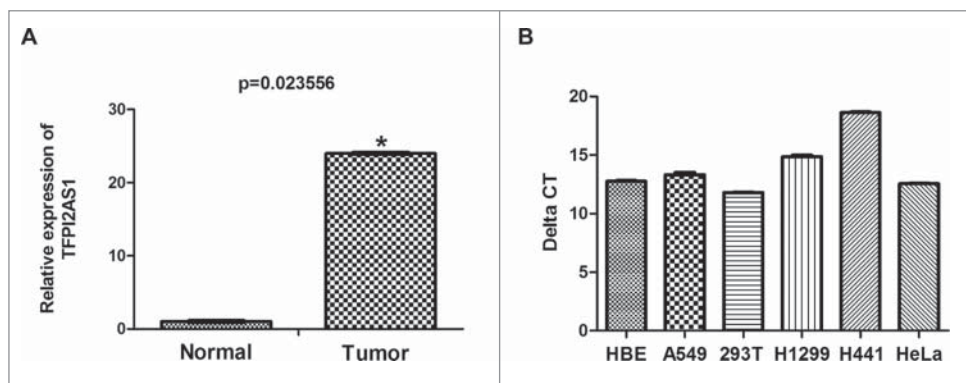 A
p=0.023556
Relative expression of
TFPI2AS1
30
20
10
0
*
Normal Tumor
B
Delta CT
20
15
10
5
0
HBE A549 293T H1299 H441 HeLa